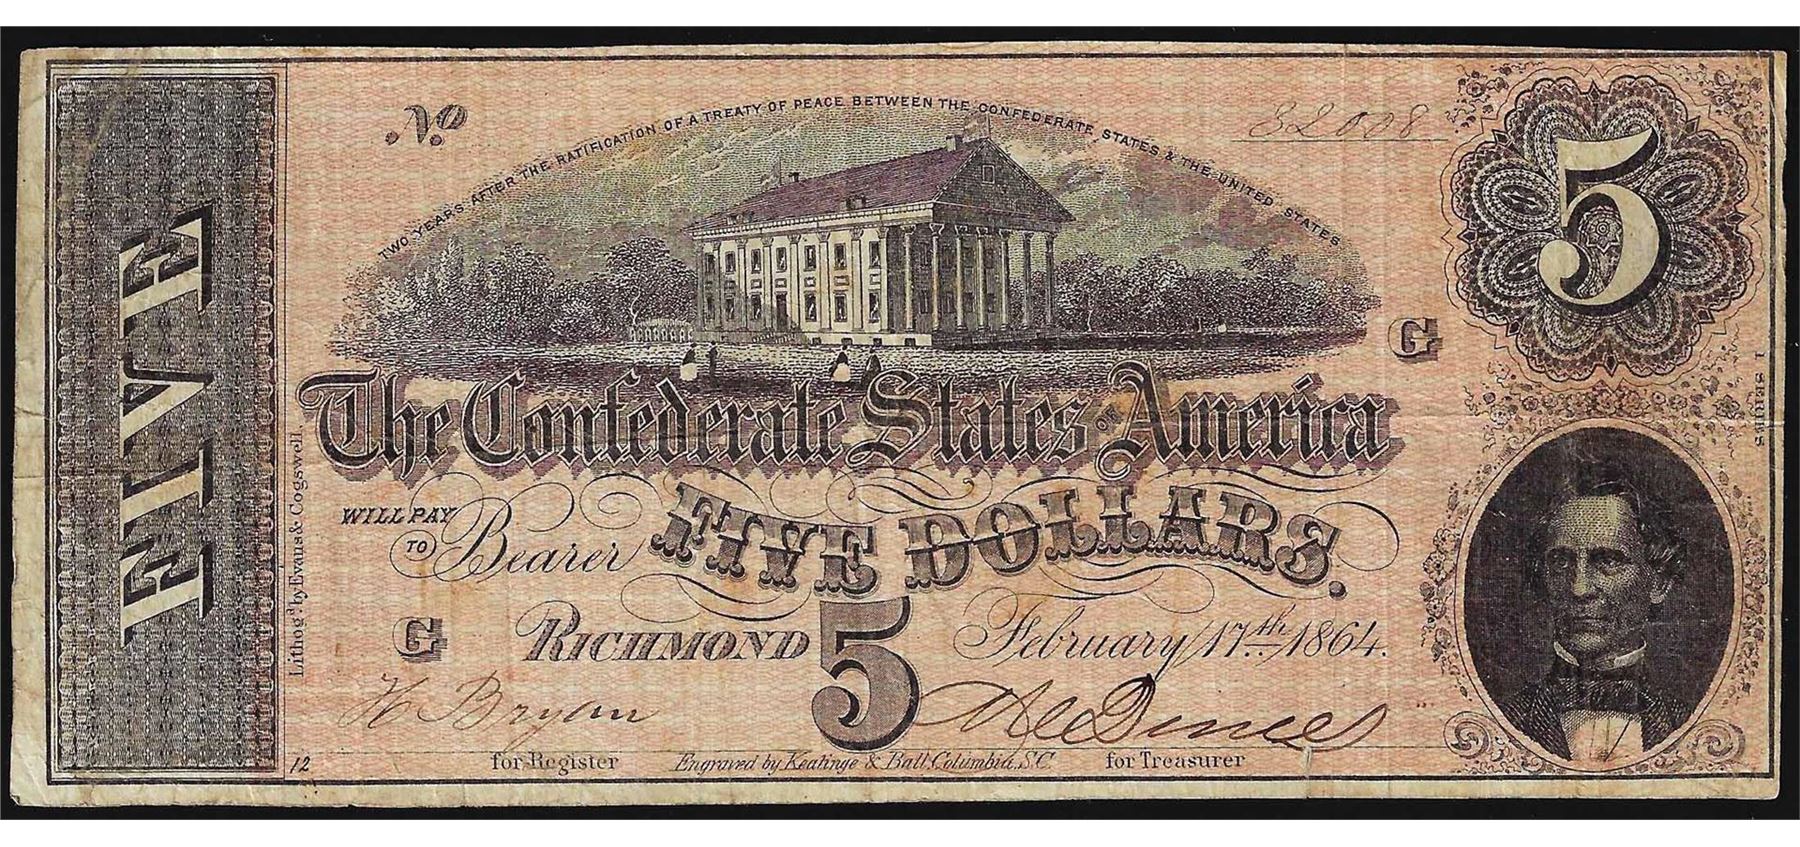 No
32008
TWO YEARS AFTER THE RATIFICATION OF A TREATY OF PEACE BETWEEN THE CONFEDERATE STATES & THE UNITED STATES
5
FIVE
G
1 SERIES
The Confederate States OF America
WILL PAY TO Bearer FIVE DOLLARS.
Lithog'd by Evans & Cogswell.
G
RICHMOND 5 February 17th 1864.
H Bryan
12
for Register
Engraved by Keatinge & Ball, Columbia, S.C.
for Treasurer